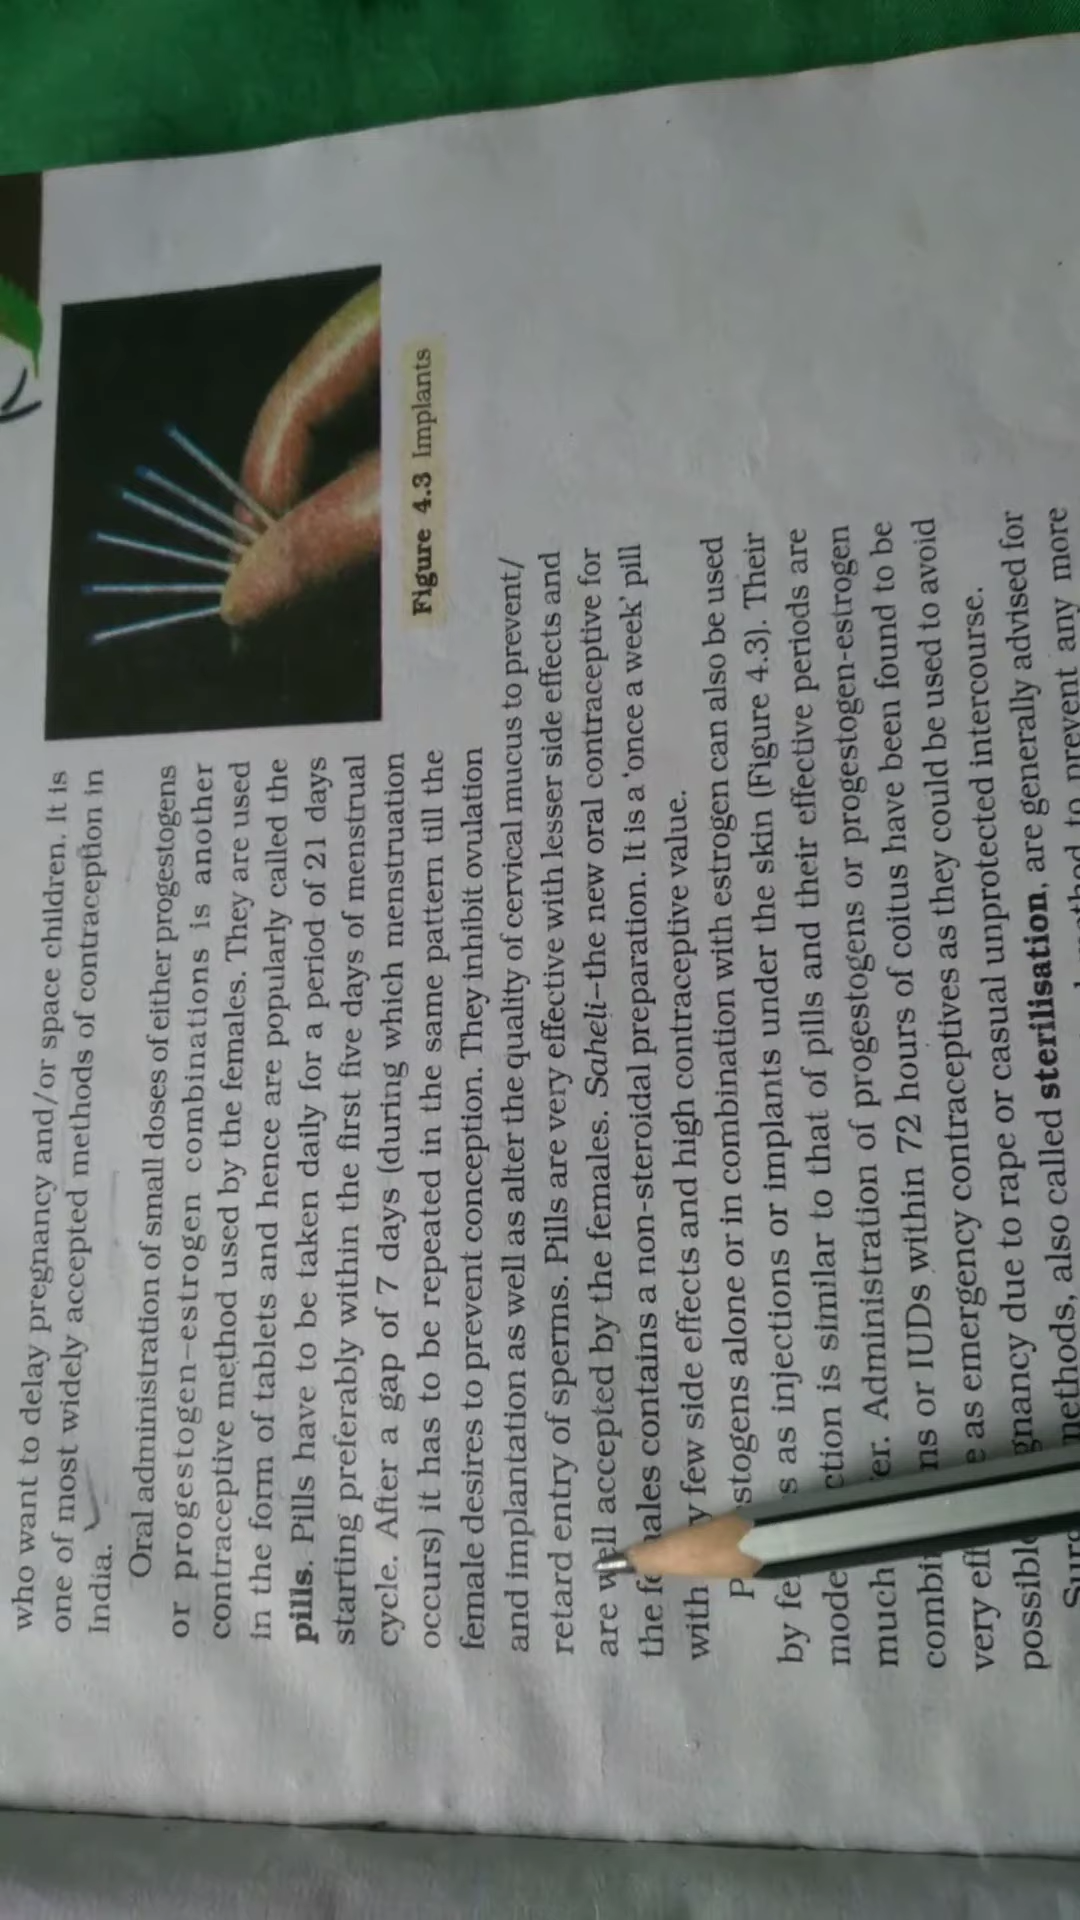 who want to delay pregnancy and/or space children. It is
one of most widely accepted methods of contraception in
India.
Oral administration of small doses of either progestogens
or progestogen–estrogen combinations is another
contraceptive method used by the females. They are used
in the form of tablets and hence are popularly called the
pills. Pills have to be taken daily for a period of 21 days
starting preferably within the first five days of menstrual
cycle. After a gap of 7 days (during which menstruation
occurs) it has to be repeated in the same pattern till the
female desires to prevent conception. They inhibit ovulation
and implantation as well as alter the quality of cervical mucus to prevent/
retard entry of sperms. Pills are very effective with lesser side effects and
are well accepted by the females. Saheli–the new oral contraceptive for
the females contains a non-steroidal preparation. It is a 'once a week' pill
with few side effects and high contraceptive value.
stogens alone or in combination with estrogen can also be used
by as injections or implants under the skin (Figure 4.3). Their
mode ction is similar to that of pills and their effective periods are
much er. Administration of progestogens or progestogen-estrogen
combi ns or IUDs within 72 hours of coitus have been found to be
very eff as emergency contraceptives as they could be used to avoid
possible gnancy due to rape or casual unprotected intercourse.
methods, also called sterilisation, are generally advised for
to prevent any more
Figure 4.3 Implants